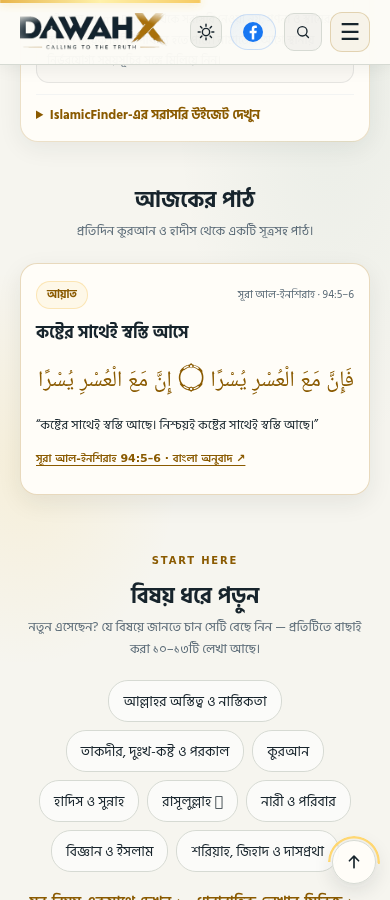 DAWAHX
CALLING TO THE TRUTH
IslamicFinder-এর সরাসরি উইজেট দেখুন
আজকের পাঠ
প্রতিদিন কুরআন ও হাদীস থেকে একটি সূত্রসহ পাঠ।
আয়াত
সূরা আল-ইনশিরাহ · 94:5–6
কষ্টের সাথেই স্বস্তি আসে
فَإِنَّ مَعَ الْعُسْرِ يُسْرًا ۝ إِنَّ مَعَ الْعُسْرِ يُسْرًا
“কষ্টের সাথেই স্বস্তি আছে। নিশ্চয়ই কষ্টের সাথেই স্বস্তি আছে।”
সূরা আল-ইনশিরাহ 94:5–6 · বাংলা অনুবাদ ↗
START HERE
বিষয় ধরে পড়ুন
নতুন এসেছেন? যে বিষয়ে জানতে চান সেটি বেছে নিন — প্রতিটিতে বাছাই
করা ১০–১৩টি লেখা আছে।
আল্লাহর অস্তিত্ব ও নাস্তিকতা
তাকদীর, দুঃখ-কষ্ট ও পরকাল
কুরআন
হাদিস ও সুন্নাহ
রাসূলুল্লাহ
নারী ও পরিবার
বিজ্ঞান ও ইসলাম
শরিয়াহ, জিহাদ ও দাসপ্রথা